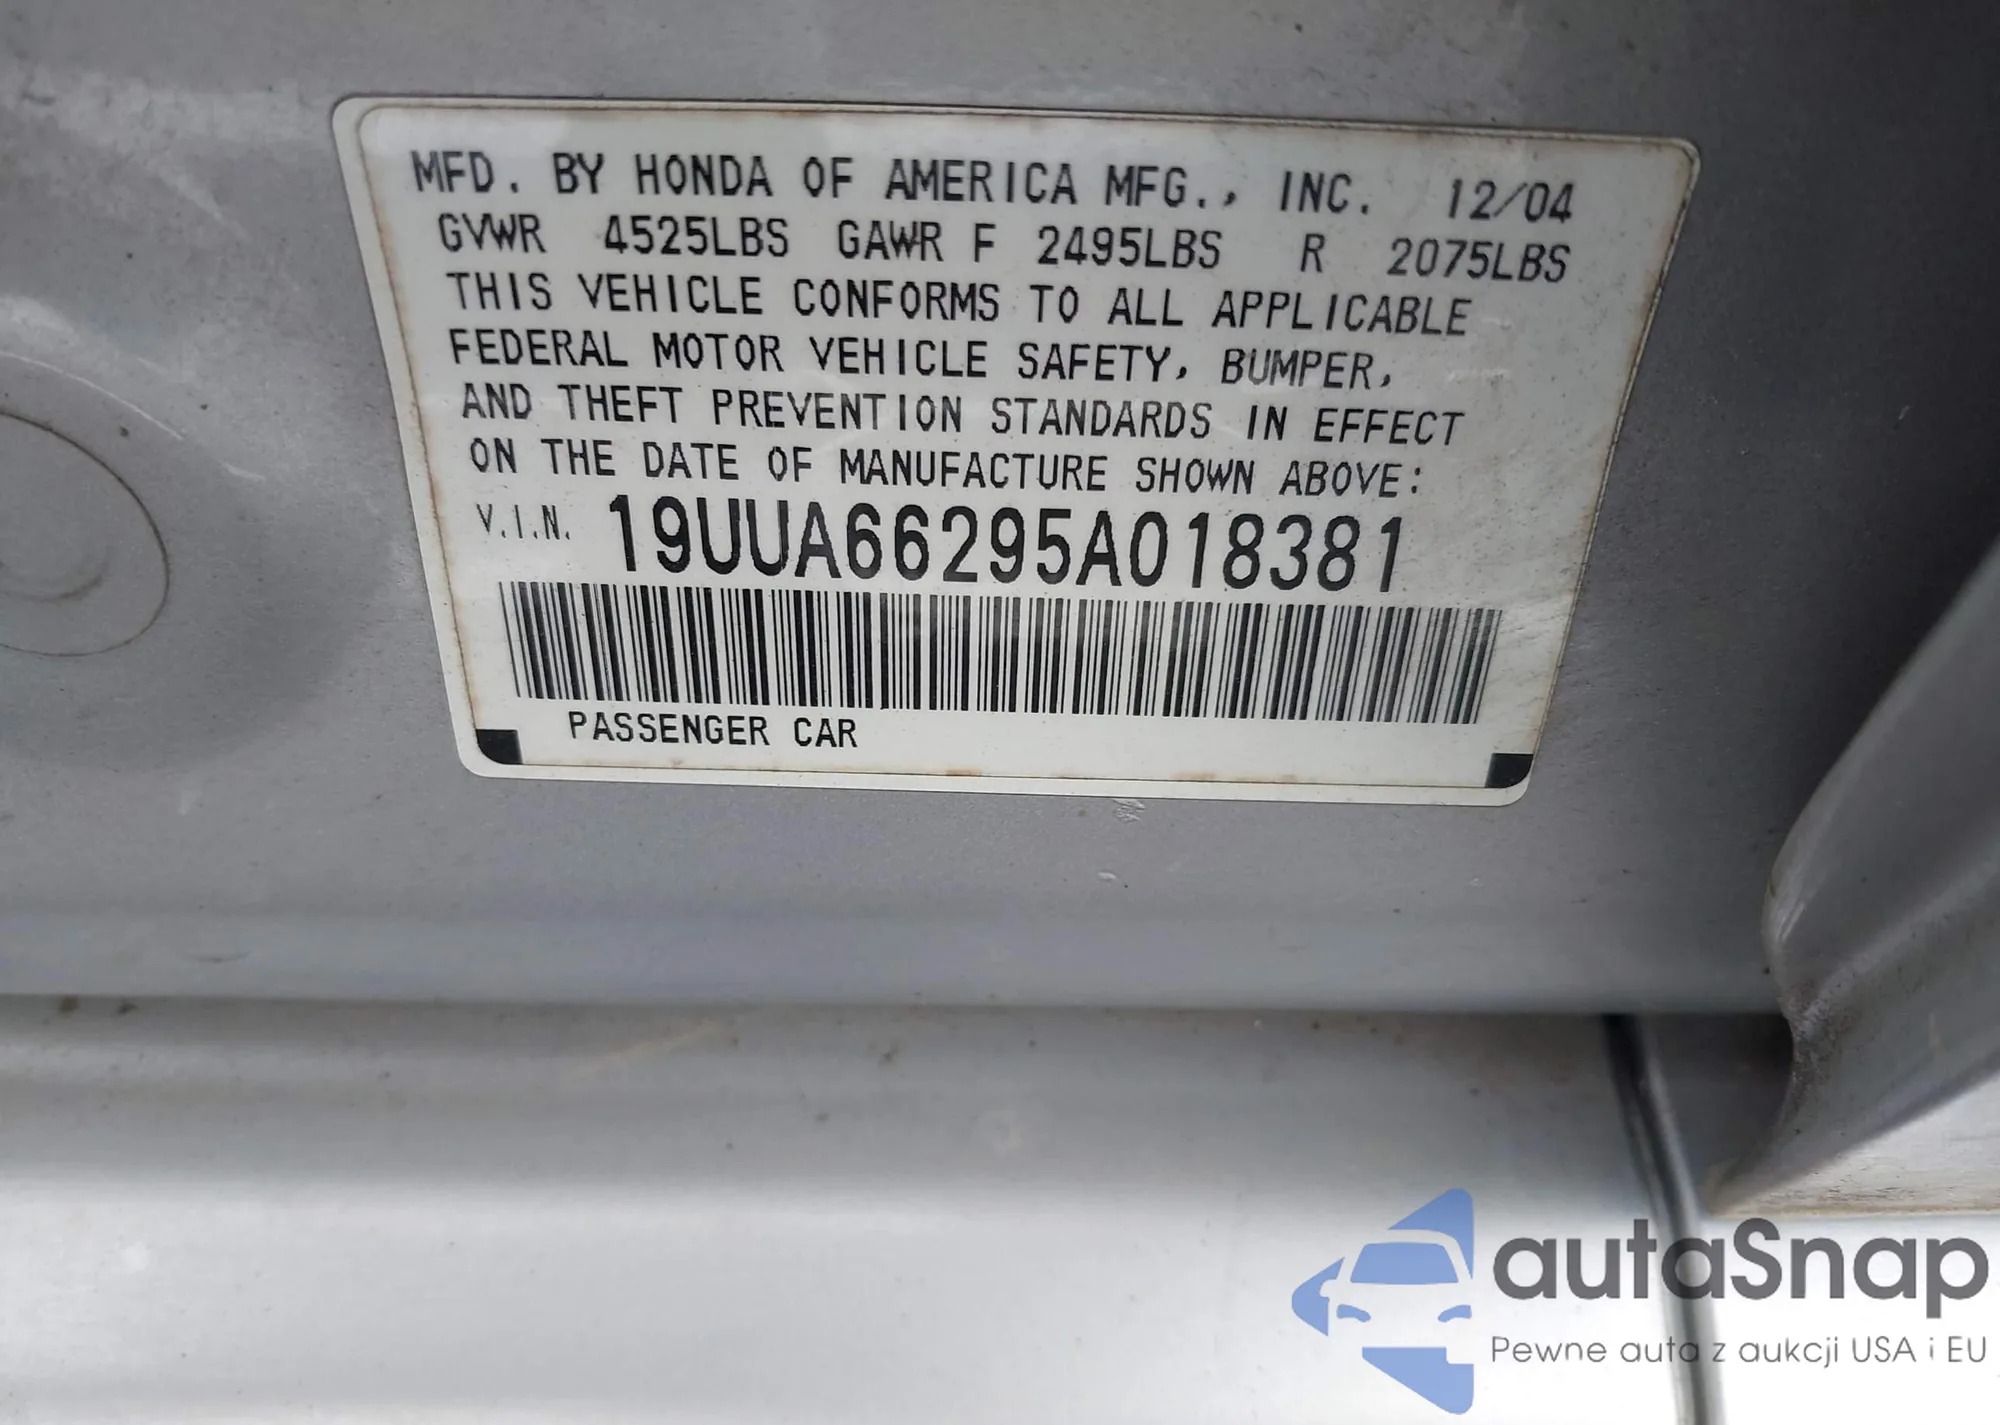 MFD. BY HONDA OF AMERICA MFG., INC. 12/04
GVWR 4525LBS GAWR F 2495LBS R 2075LBS
THIS VEHICLE CONFORMS TO ALL APPLICABLE
FEDERAL MOTOR VEHICLE SAFETY, BUMPER,
AND THEFT PREVENTION STANDARDS IN EFFECT
ON THE DATE OF MANUFACTURE SHOWN ABOVE:
V.I.N. 19UUA66295A018381
PASSENGER CAR
autaSnap
Pewne auta z aukcji USA i EU